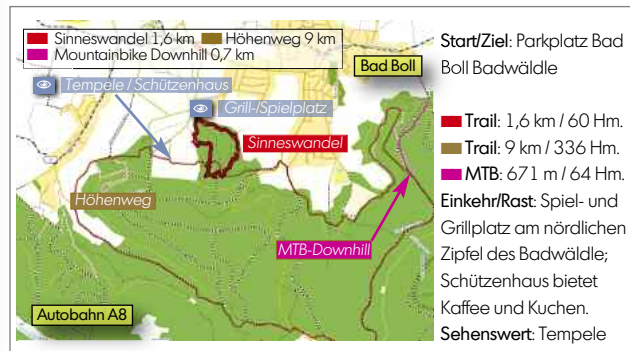 Sinneswandel 1,6 km Höhenweg 9 km
Mountainbike Downhill 0,7 km
Tempele / Schützenhaus
Grill-/Spielplatz
Bad Boll
Sinneswandel
Höhenweg
MTB-Downhill
Autobahn A8
Start/Ziel: Parkplatz Bad
Boll Badwäldle
Trail: 1,6 km / 60 Hm.
Trail: 9 km / 336 Hm.
MTB: 671 m / 64 Hm.
Einkehr/Rast: Spiel- und
Grillplatz am nördlichen
Zipfel des Badwäldle;
Schützenhaus bietet
Kaffee und Kuchen.
Sehenswert: Tempele